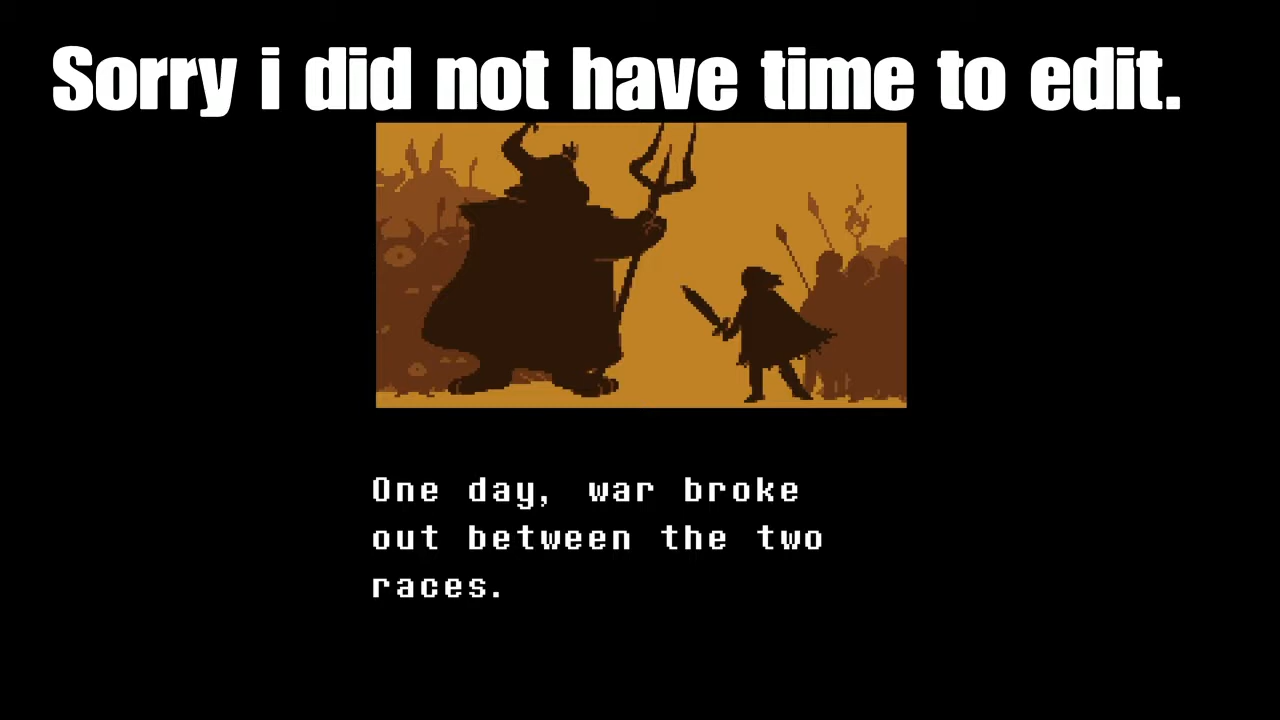 Sorry i did not have time to edit.
One day, war broke
out between the two
races.